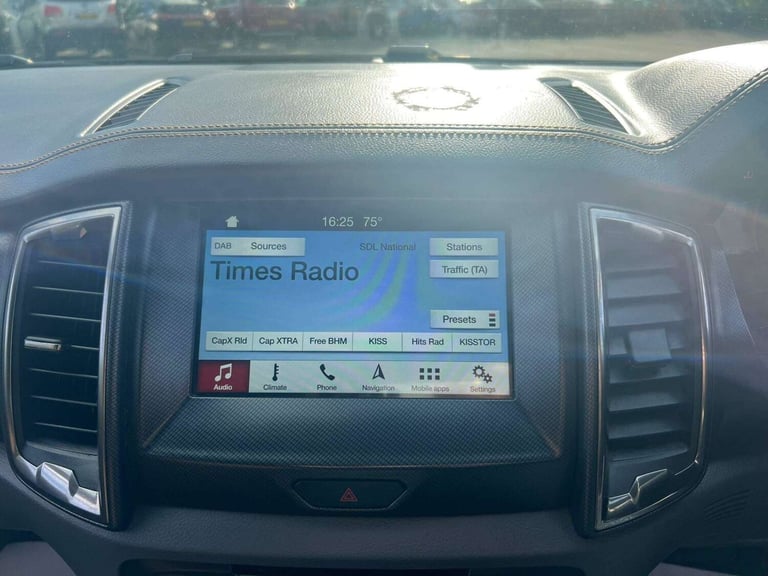 16:25 75°
DAB Sources SDL National Stations
Times Radio Traffic (TA)
Presets
CapX Rld Cap XTRA Free BHM KISS Hits Rad KISSTOR
Audio Climate Phone Navigation Mobile apps Settings